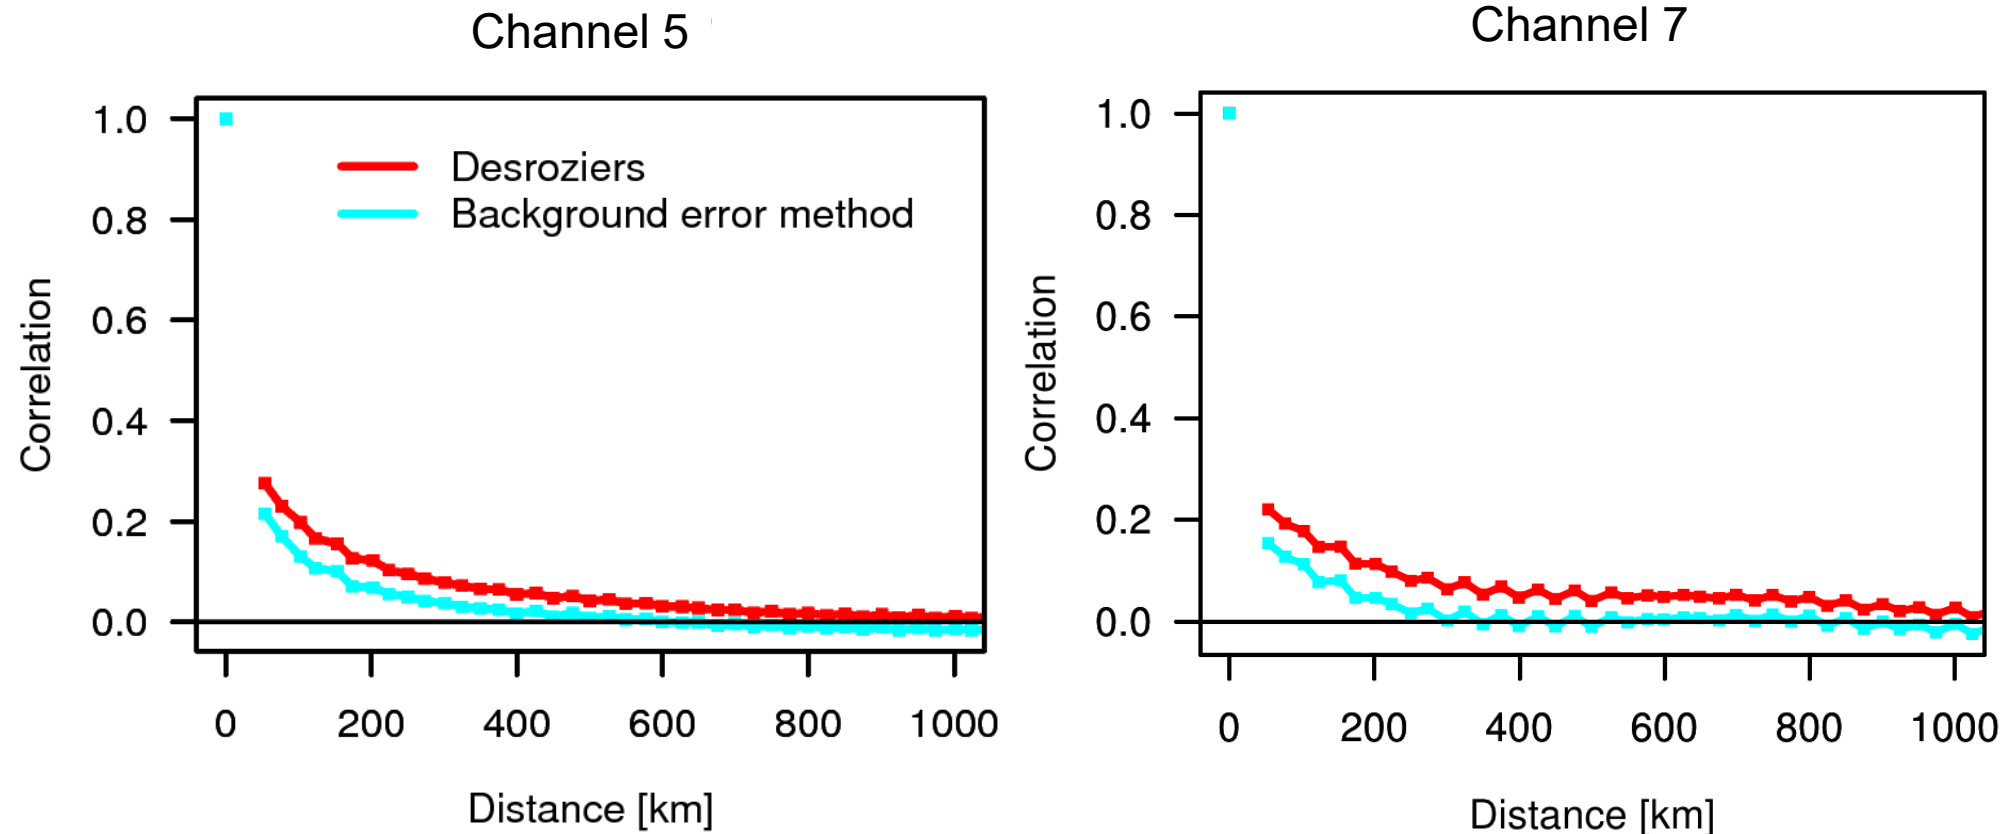 Channel 5
1.0
0.8
0.6
0.4
0.2
0.0
Correlation
Desroziers
Background error method
0 200 400 600 800 1000
Distance [km]
Channel 7
1.0
0.8
0.6
0.4
0.2
0.0
Correlation
0 200 400 600 800 1000
Distance [km]